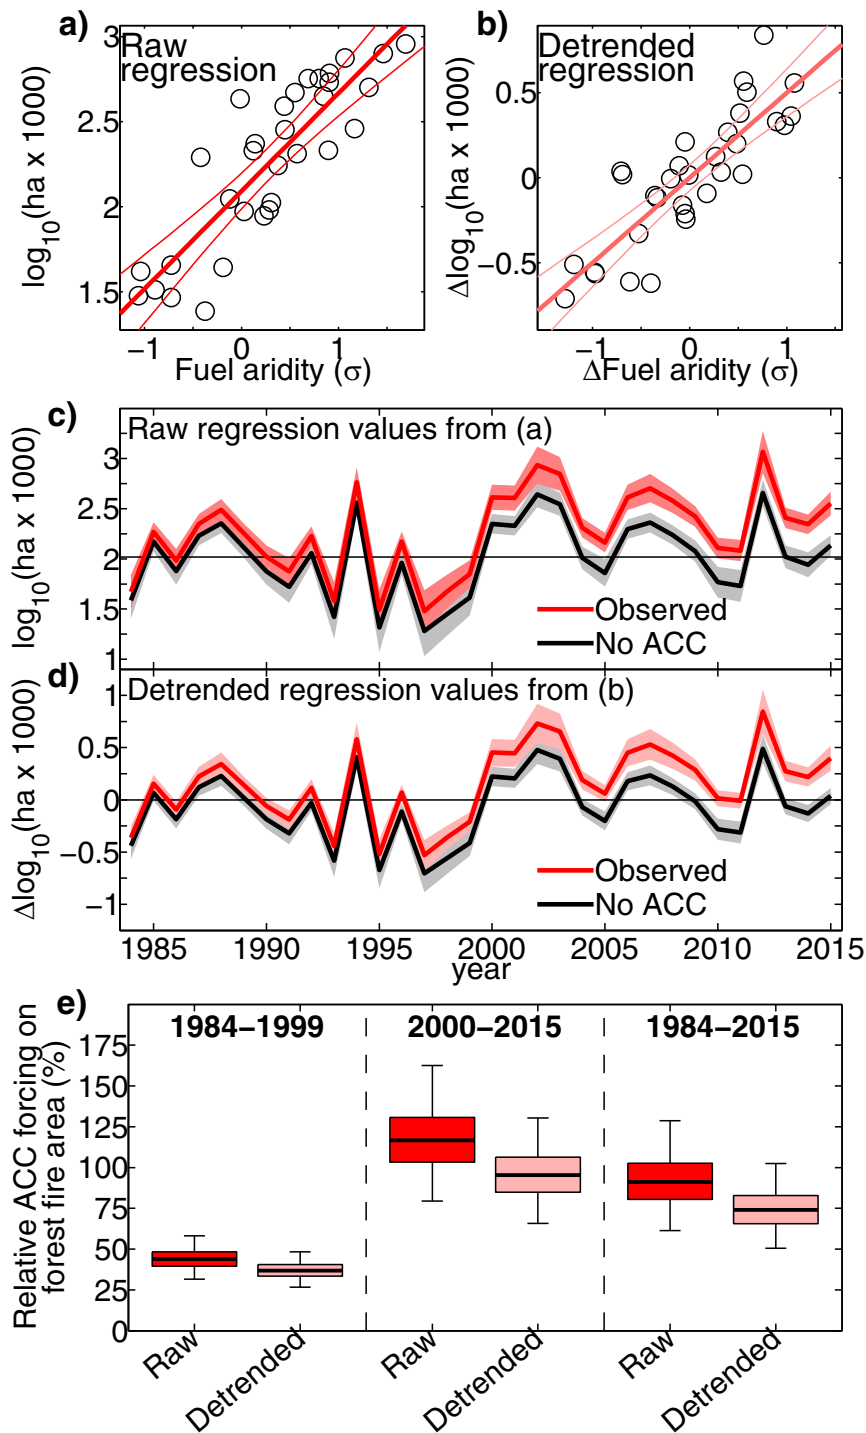 a) Raw regression
3
2.5
2
1.5
log10(ha x 1000)
−1 0 1
Fuel aridity (σ)
b) Detrended regression
0.5
0
−0.5
Δlog10(ha x 1000)
−1 0 1
ΔFuel aridity (σ)
c) Raw regression values from (a)
3
2.5
2
1.5
1
log10(ha x 1000)
Observed
No ACC
d) Detrended regression values from (b)
1
0.5
0
−0.5
−1
Δlog10(ha x 1000)
Observed
No ACC
1985 1990 1995 2000 2005 2010 2015
year
e)
1984−1999 2000−2015 1984−2015
175
150
125
100
75
50
25
0
Relative ACC forcing on
forest fire area (%)
Raw Detrended Raw Detrended Raw Detrended